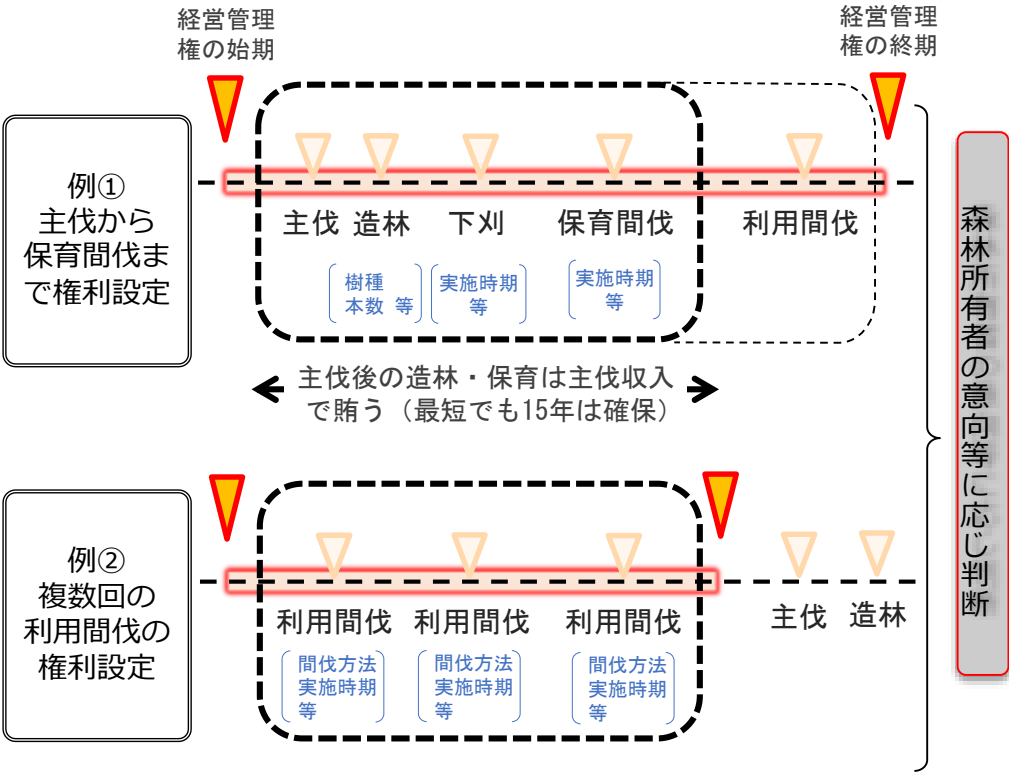 経営管理
権の始期
経営管理
権の終期
例①
主伐から
保育間伐ま
で権利設定
主伐
造林
下刈
保育間伐
利用間伐
樹種
本数 等
実施時期
等
実施時期
等
主伐後の造林・保育は主伐収入
で賄う（最短でも15年は確保）
例②
複数回の
利用間伐の
権利設定
利用間伐
利用間伐
利用間伐
主伐
造林
間伐方法
実施時期
等
間伐方法
実施時期
等
間伐方法
実施時期
等
森林所有者の意向等に応じ判断